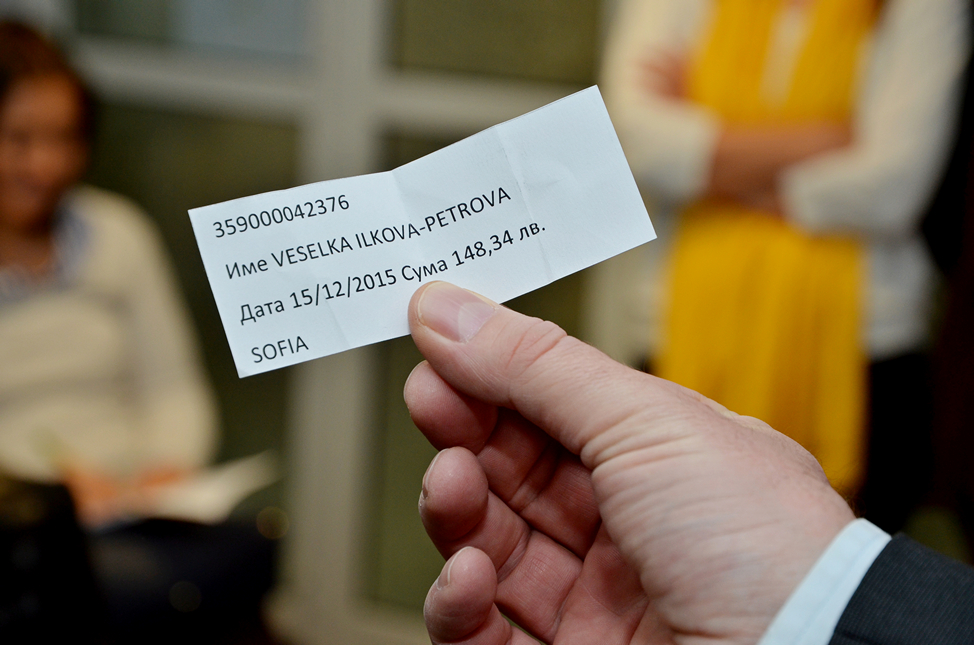 359000042376
Име VESELKA ILKOVA-PETROVA
Дата 15/12/2015 Сума 148,34 лв.
SOFIA